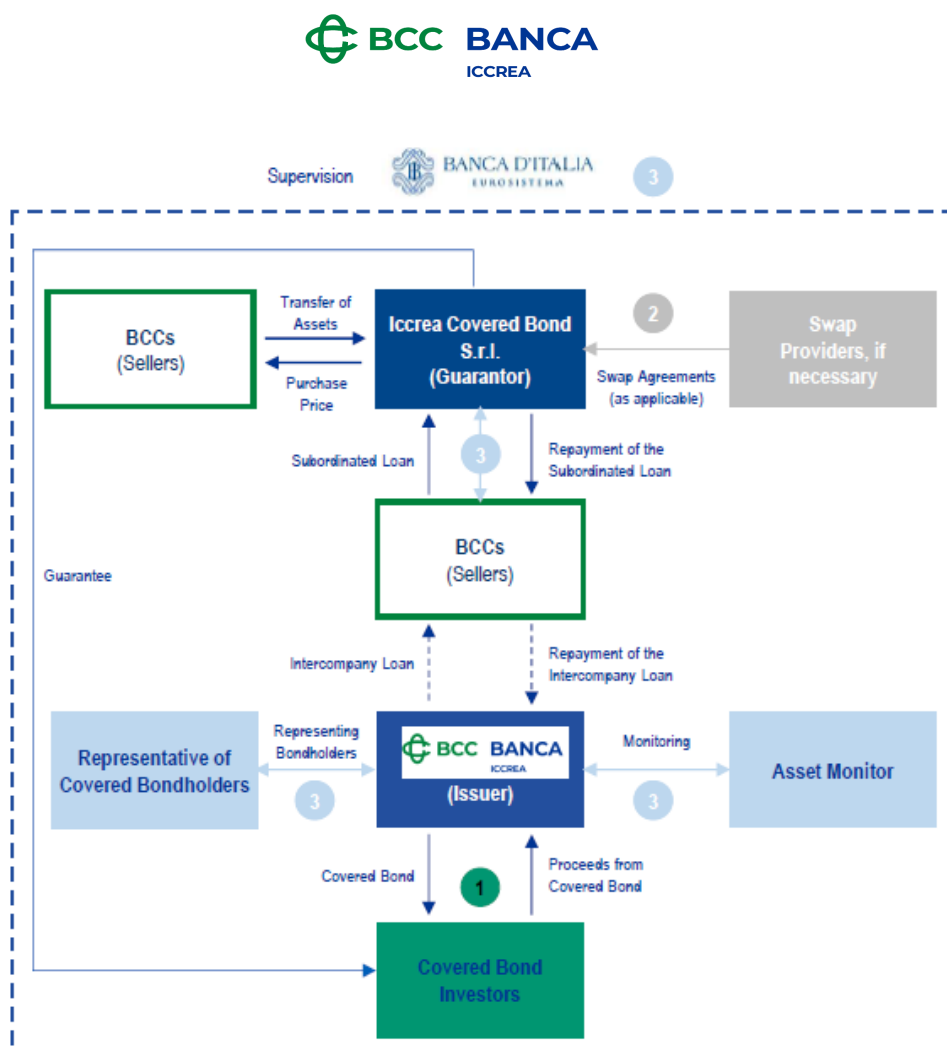 BCC BANCA
ICCREA
Supervision
BANCA D'ITALIA
EUROSISTEMA
3
BCCs
(Sellers)
Transfer of
Assets
Purchase
Price
Iccrea Covered Bond
S.r.l.
(Guarantor)
2
Swap Agreements
(as applicable)
Swap
Providers, if
necessary
Subordinated Loan
3
Repayment of the
Subordinated Loan
BCCs
(Sellers)
Guarantee
Intercompany Loan
Repayment of the
Intercompany Loan
Representative of
Covered Bondholders
Representing
Bondholders
3
BCC BANCA
ICCREA
(Issuer)
Monitoring
3
Asset Monitor
Covered Bond
1
Proceeds from
Covered Bond
Covered Bond
Investors